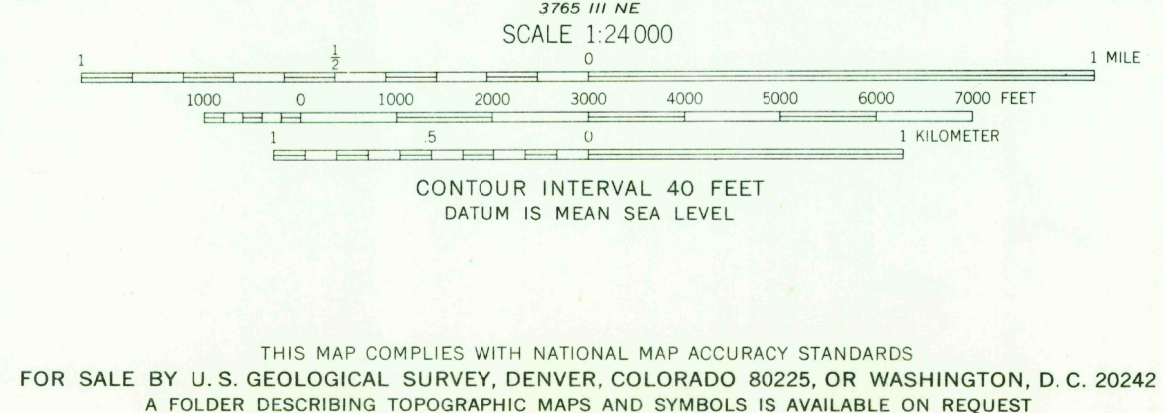 3765 III NE
SCALE 1:24000
1 1/2 0 1 MILE
1000 0 1000 2000 3000 4000 5000 6000 7000 FEET
1 .5 0 1 KILOMETER
CONTOUR INTERVAL 40 FEET
DATUM IS MEAN SEA LEVEL
THIS MAP COMPLIES WITH NATIONAL MAP ACCURACY STANDARDS
FOR SALE BY U. S. GEOLOGICAL SURVEY, DENVER, COLORADO 80225, OR WASHINGTON, D. C. 20242
A FOLDER DESCRIBING TOPOGRAPHIC MAPS AND SYMBOLS IS AVAILABLE ON REQUEST